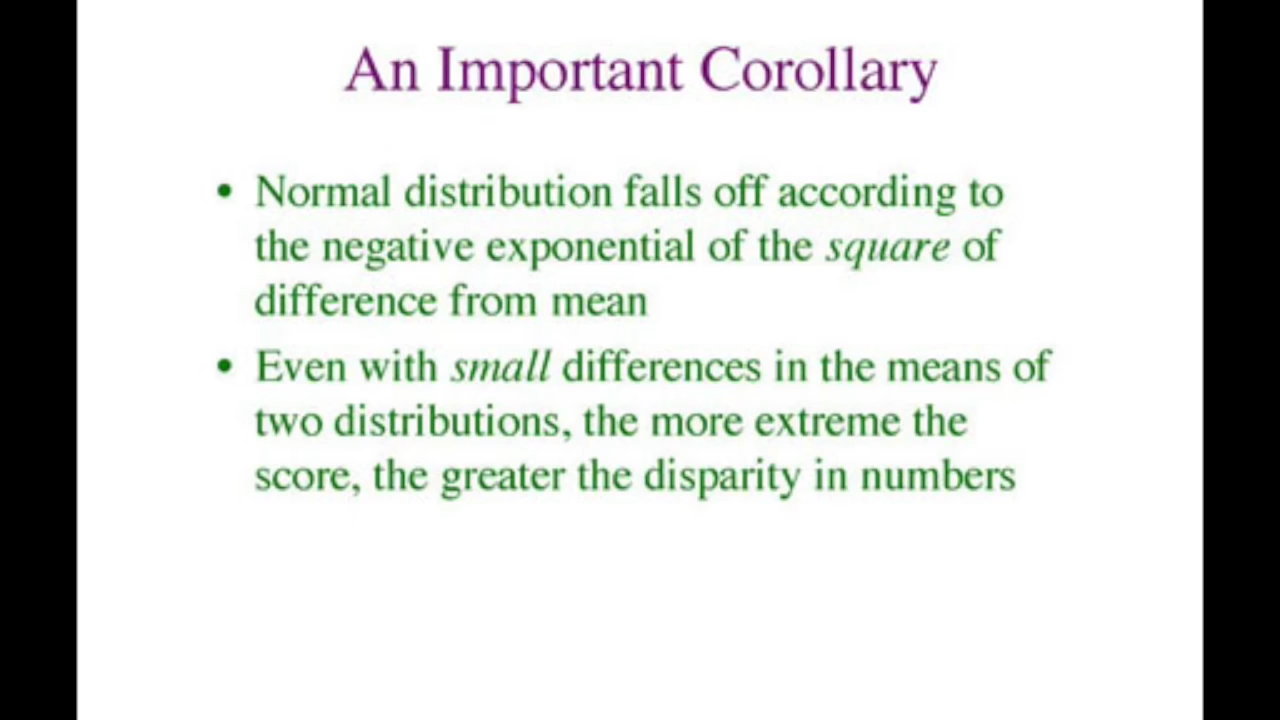 An Important Corollary
• Normal distribution falls off according to
the negative exponential of the square of
difference from mean
• Even with small differences in the means of
two distributions, the more extreme the
score, the greater the disparity in numbers